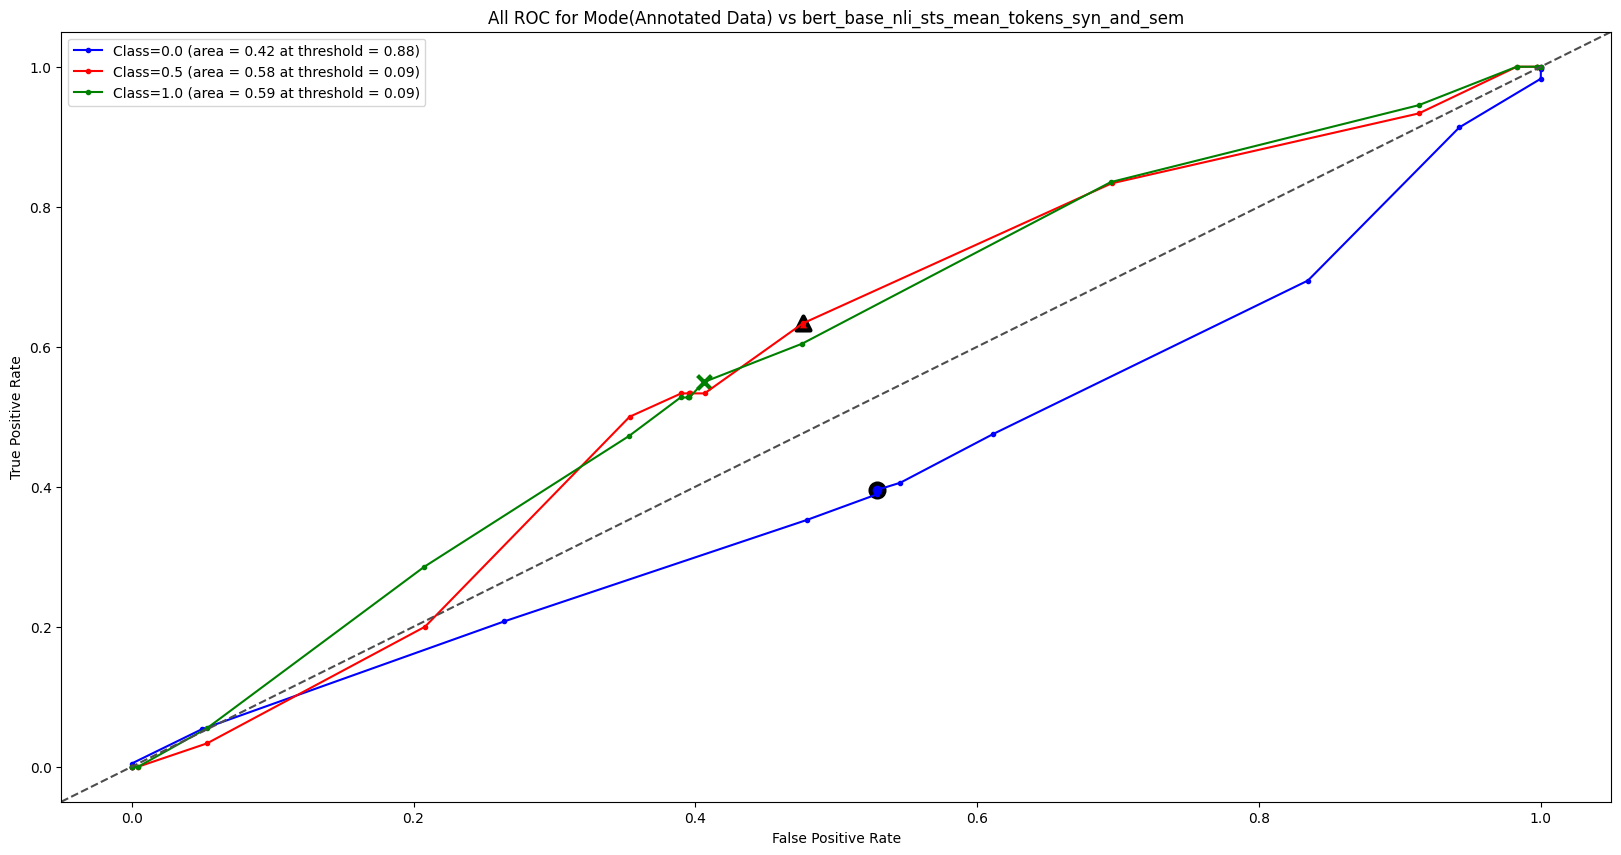 All ROC for Mode(Annotated Data) vs bert_base_nli_sts_mean_tokens_syn_and_sem
Class=0.0 (area = 0.42 at threshold = 0.88)
Class=0.5 (area = 0.58 at threshold = 0.09)
Class=1.0 (area = 0.59 at threshold = 0.09)
True Positive Rate
1.0
0.8
0.6
0.4
0.2
0.0
0.0 0.2 0.4 0.6 0.8 1.0
False Positive Rate